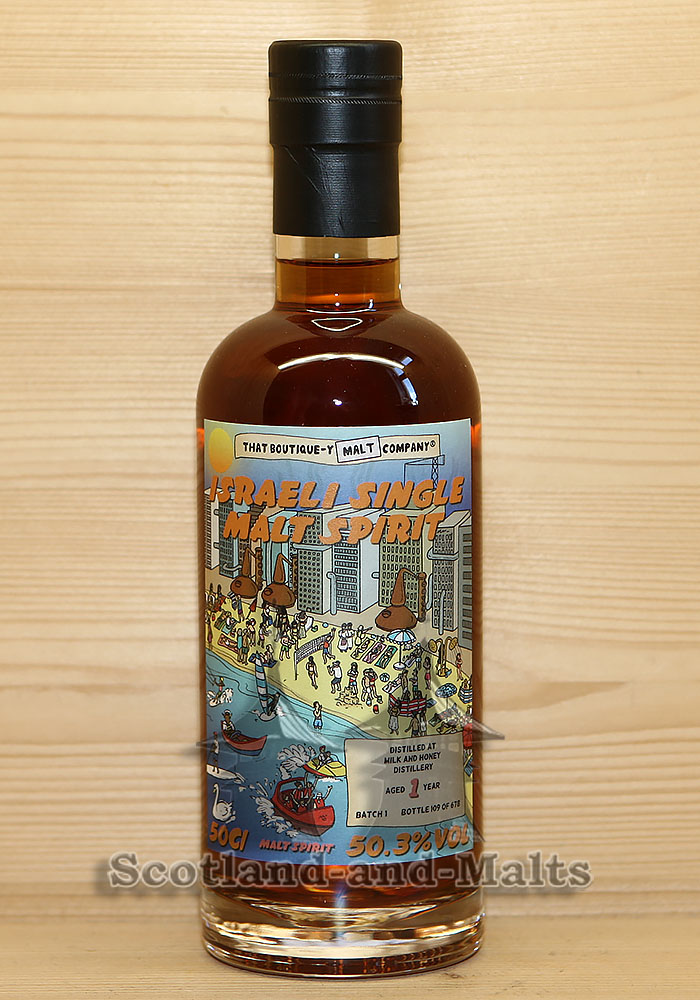 THAT BOUTIQUE-Y MALT COMPANY®
ISRAELI SINGLE
MALT SPIRIT
DISTILLED AT
MILK AND HONEY
DISTILLERY
AGED 1 YEAR
BATCH 1 BOTTLE 109 OF 678
50Cl MALT SPIRIT 50.3%VOL
Scotland-and-Malts